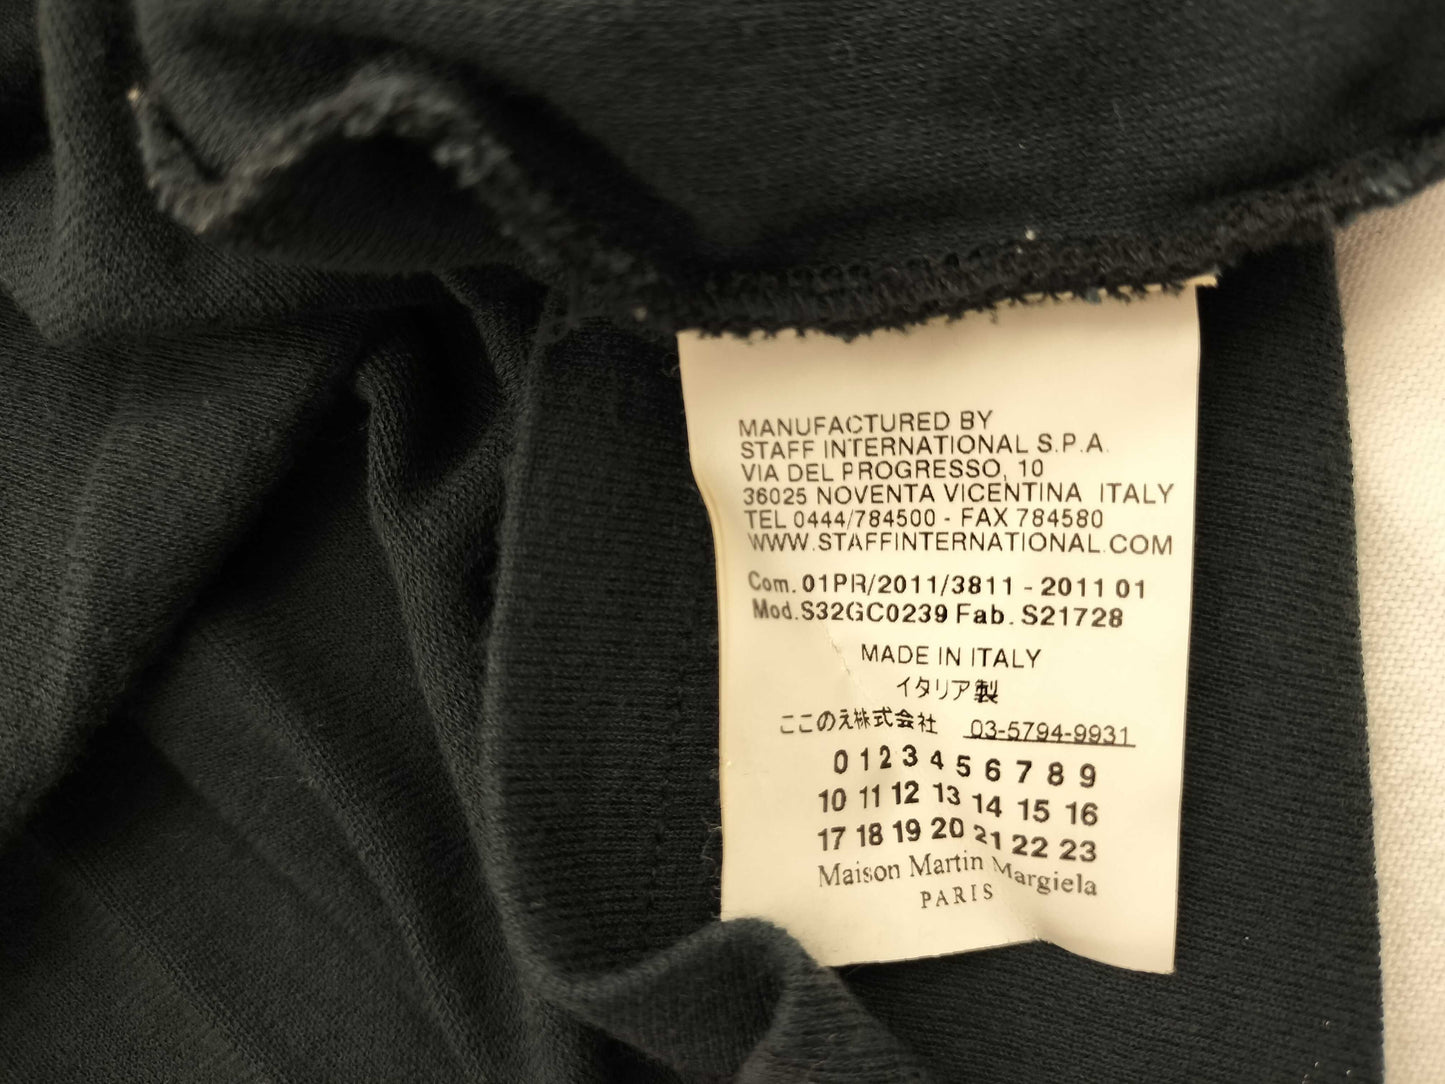 MANUFACTURED BY
STAFF INTERNATIONAL S.P.A.
VIA DEL PROGRESSO, 10
36025 NOVENTA VICENTINA ITALY
TEL 0444/784500 - FAX 784580
WWW.STAFFINTERNATIONAL.COM
Com. 01PR/2011/3811 - 2011 01
Mod.S32GC0239 Fab. S21728
MADE IN ITALY
イタリア製
ここのえ株式会社 03-5794-9931
0 1 2 3 4 5 6 7 8 9
10 11 12 13 14 15 16
17 18 19 20 21 22 23
Maison Martin Margiela
PARIS